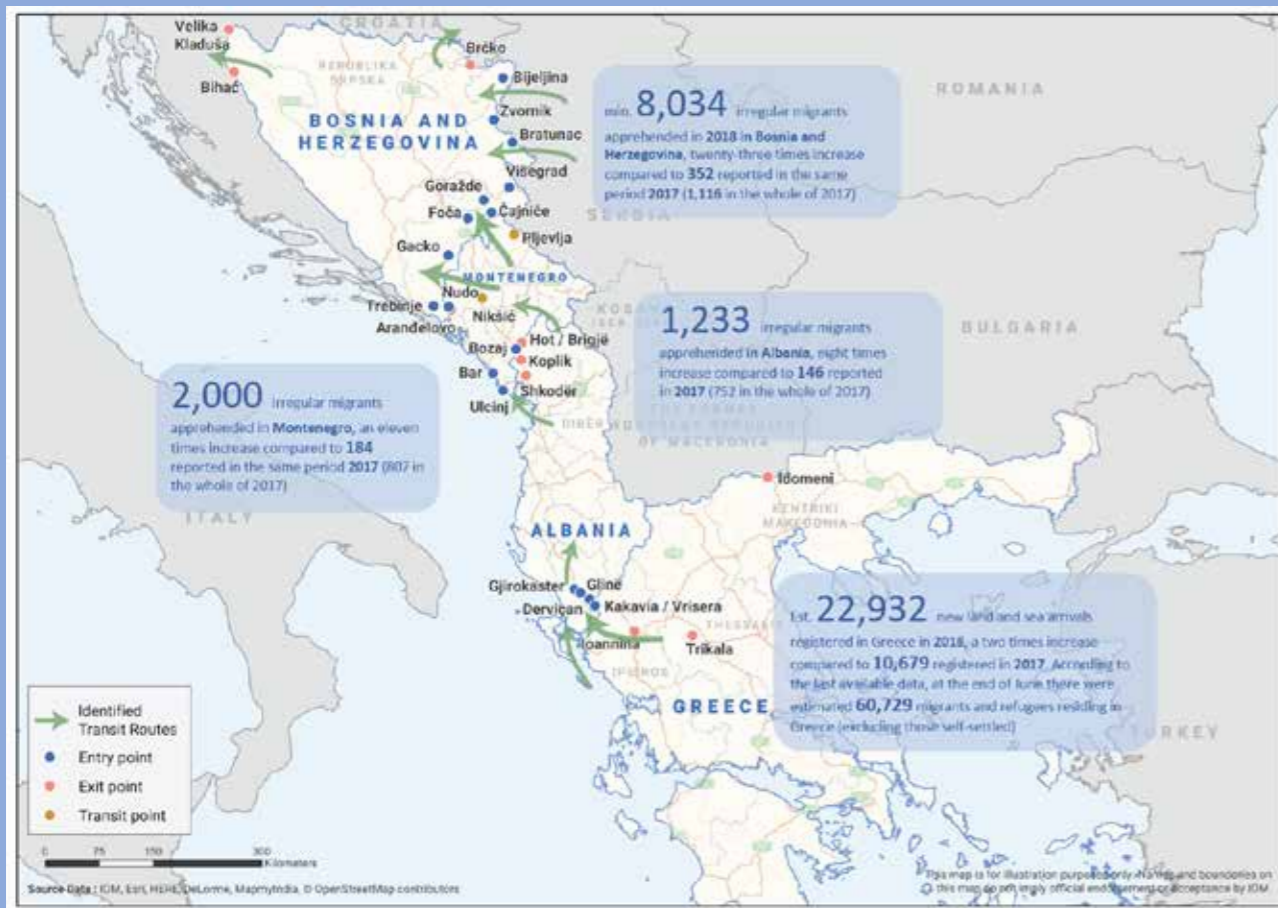 CROATIA
Velika
Kladuša
Bihać
REPUBLIKA
SRPSKA
Brčko
Bijeljina
ROMANIA
BOSNIA AND
HERZEGOVINA
Zvornik
Bratunac
Višegrad
Goražde
Čajniče
Foča
Pljevlja
SERBIA
Gacko
MONTENEGRO
Nudo
Trebinje
Nikšić
Aranđelovo
Hot / Brigjë
Bozaj
Koplik
Bar
Shkodër
Ulcinj
BULGARIA
min. 8,034 irregular migrants
apprehended in 2018 in Bosnia and
Herzegovina, twenty-three times increase
compared to 352 reported in the same
period 2017 (1,116 in the whole of 2017)
1,233 irregular migrants
apprehended in Albania, eight times
increase compared to 146 reported
in 2017 (752 in the whole of 2017)
2,000 irregular migrants
apprehended in Montenegro, an eleven
times increase compared to 184
reported in the same period 2017 (807 in
the whole of 2017)
DIBER
OF MACEDONIA
ITALY
Idomeni
KENTRIKI
MAKEDONIA
ALBANIA
Gjirokaster
Gline
Dervican
Kakavia / Vrisera
Ioannina
Trikala
IPIROS
GREECE
TURKEY
Est. 22,932 new land and sea arrivals
registered in Greece in 2018, a two times increase
compared to 10,679 registered in 2017. According to
the last available data, at the end of June there were
estimated 60,729 migrants and refugees residing in
Greece (excluding those self-settled)
Identified
Transit Routes
Entry point
Exit point
Transit point
0 75 150 300
Kilometers
Source Data : IOM, Esri, HERE, DeLorme, MapmyIndia, © OpenStreetMap contributors
This map is for illustration purposes only. Names and boundaries on
this map do not imply official endorsement or acceptance by IOM.